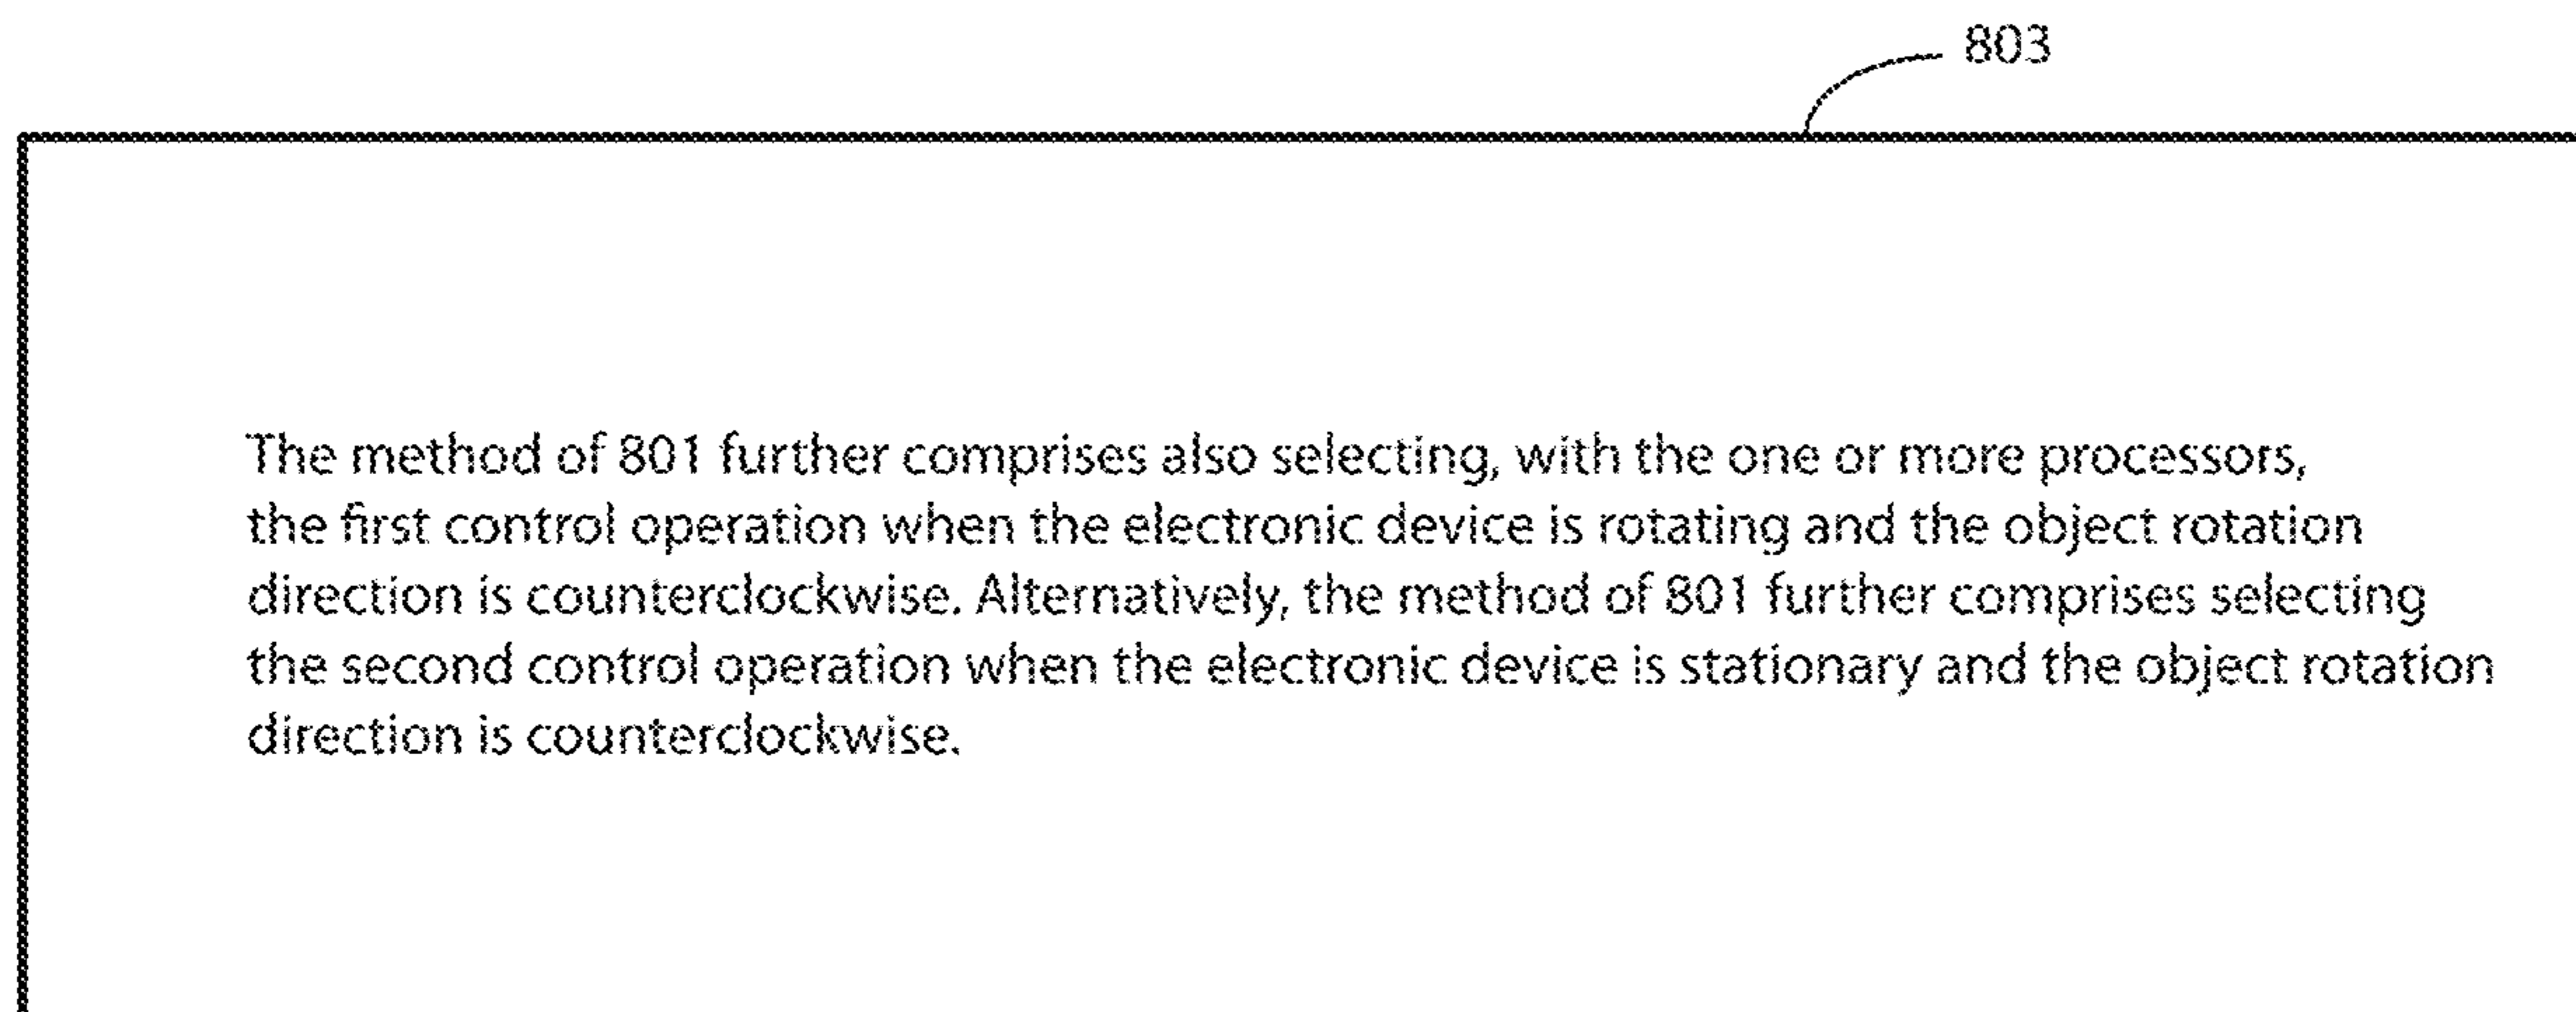 803
The method of 801 further comprises also selecting, with the one or more processors,
the first control operation when the electronic device is rotating and the object rotation
direction is counterclockwise. Alternatively, the method of 801 further comprises selecting
the second control operation when the electronic device is stationary and the object rotation
direction is counterclockwise.